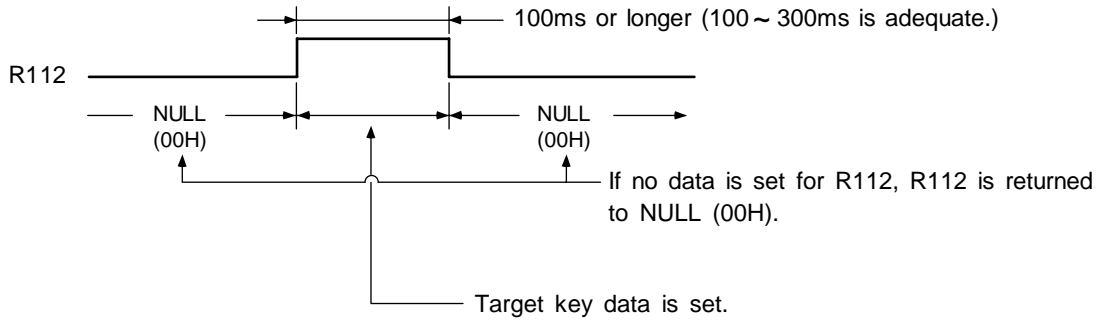 100ms or longer (100 ~ 300ms is adequate.)
R112
NULL
(00H)
NULL
(00H)
If no data is set for R112, R112 is returned
to NULL (00H).
Target key data is set.